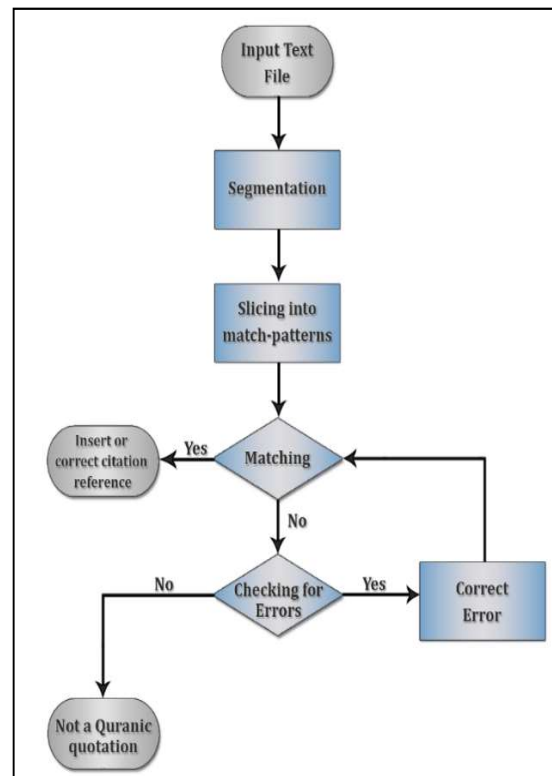 Input Text
File
Segmentation
Slicing into
match-patterns
Matching
Yes
Insert or
correct citation
reference
No
Checking for
Errors
Yes
Correct
Error
No
Not a Quranic
quotation